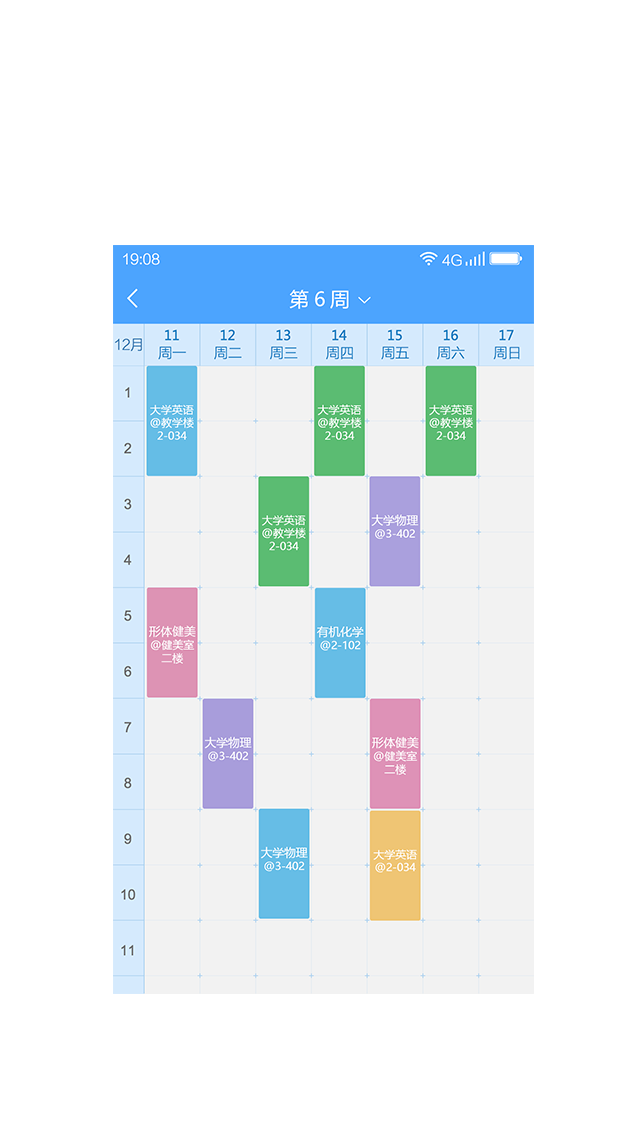 19:08
4G
第 6 周
12月
11
周一
12
周二
13
周三
14
周四
15
周五
16
周六
17
周日
1
大学英语
@教学楼
2-034
大学英语
@教学楼
2-034
大学英语
@教学楼
2-034
2
3
大学英语
@教学楼
2-034
大学物理
@3-402
4
5
形体健美
@健美室
二楼
有机化学
@2-102
6
7
大学物理
@3-402
形体健美
@健美室
二楼
8
9
大学物理
@3-402
大学英语
@2-034
10
11